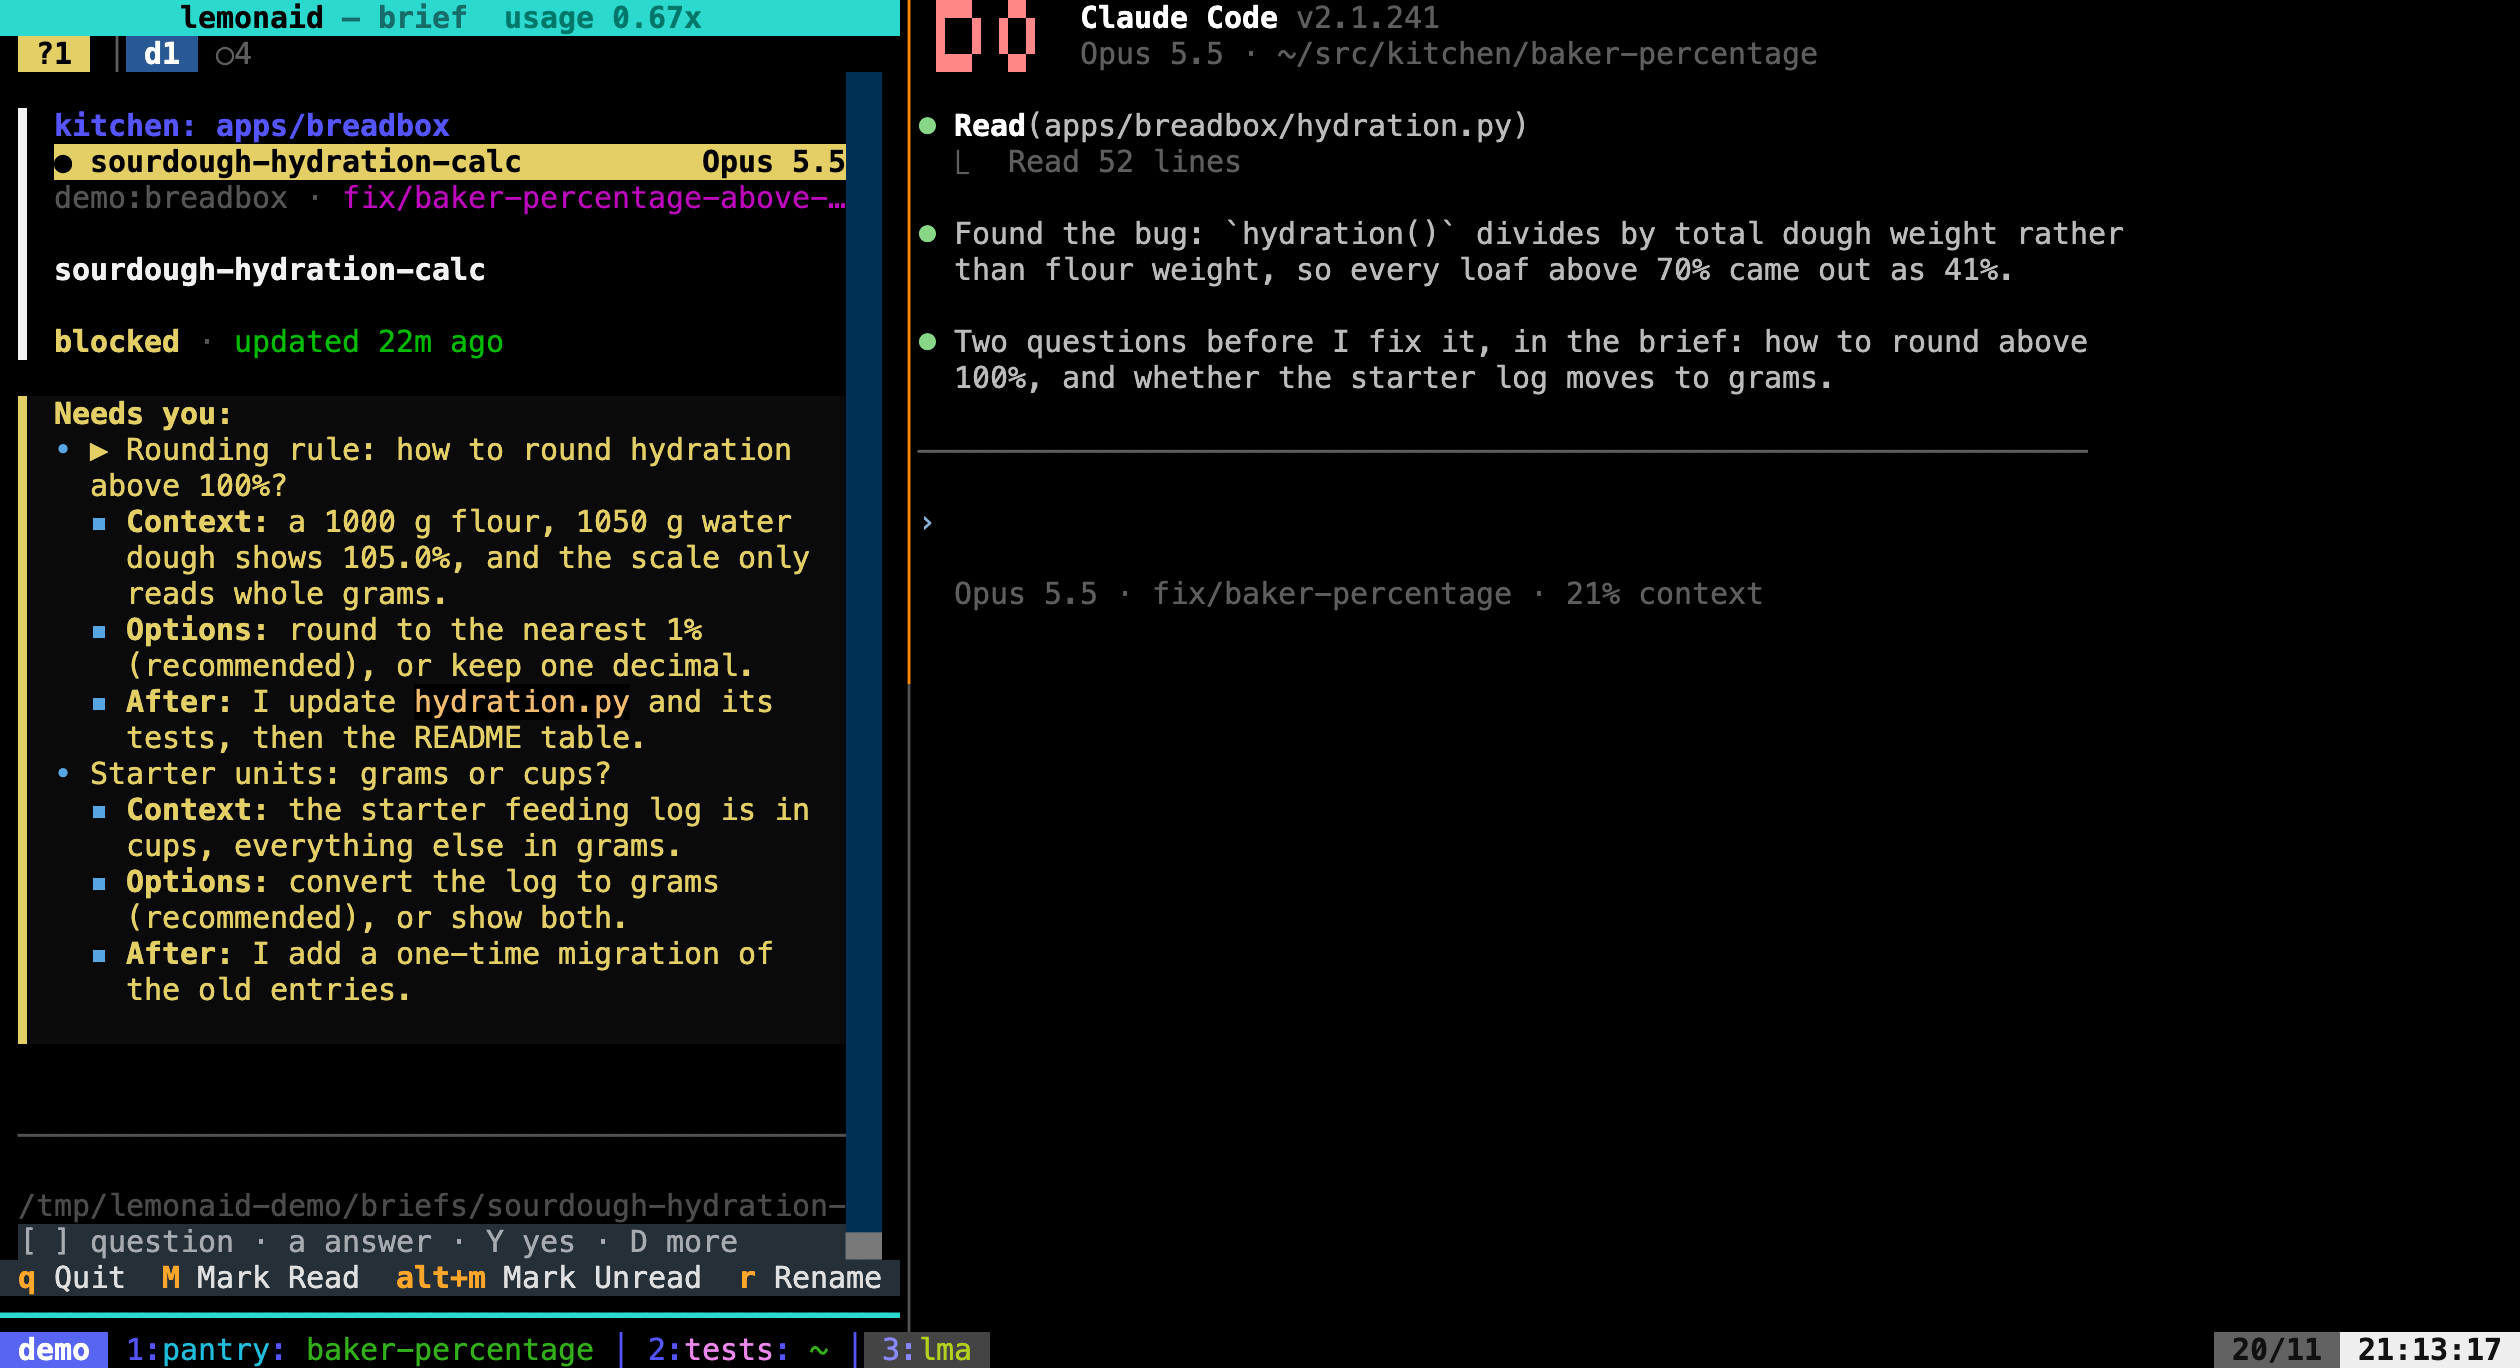 lemonaid — brief  usage 0.67x
?1 │ d1 ○4
kitchen: apps/breadbox
● sourdough-hydration-calc Opus 5.5
demo:breadbox · fix/baker-percentage-above-…
sourdough-hydration-calc
blocked · updated 22m ago
Needs you:
• ▶ Rounding rule: how to round hydration
above 100%?
▪ Context: a 1000 g flour, 1050 g water
dough shows 105.0%, and the scale only
reads whole grams.
▪ Options: round to the nearest 1%
(recommended), or keep one decimal.
▪ After: I update hydration.py and its
tests, then the README table.
• Starter units: grams or cups?
▪ Context: the starter feeding log is in
cups, everything else in grams.
▪ Options: convert the log to grams
(recommended), or show both.
▪ After: I add a one-time migration of
the old entries.
/tmp/lemonaid-demo/briefs/sourdough-hydration-
[ ] question · a answer · Y yes · D more
q Quit  M Mark Read  alt+m Mark Unread  r Rename
Claude Code v2.1.241
Opus 5.5 · ~/src/kitchen/baker-percentage
● Read(apps/breadbox/hydration.py)
⎿  Read 52 lines
● Found the bug: `hydration()` divides by total dough weight rather
than flour weight, so every loaf above 70% came out as 41%.
● Two questions before I fix it, in the brief: how to round above
100%, and whether the starter log moves to grams.
›
Opus 5.5 · fix/baker-percentage · 21% context
demo 1:pantry: baker-percentage │ 2:tests: ~ │ 3:lma 20/11 21:13:17